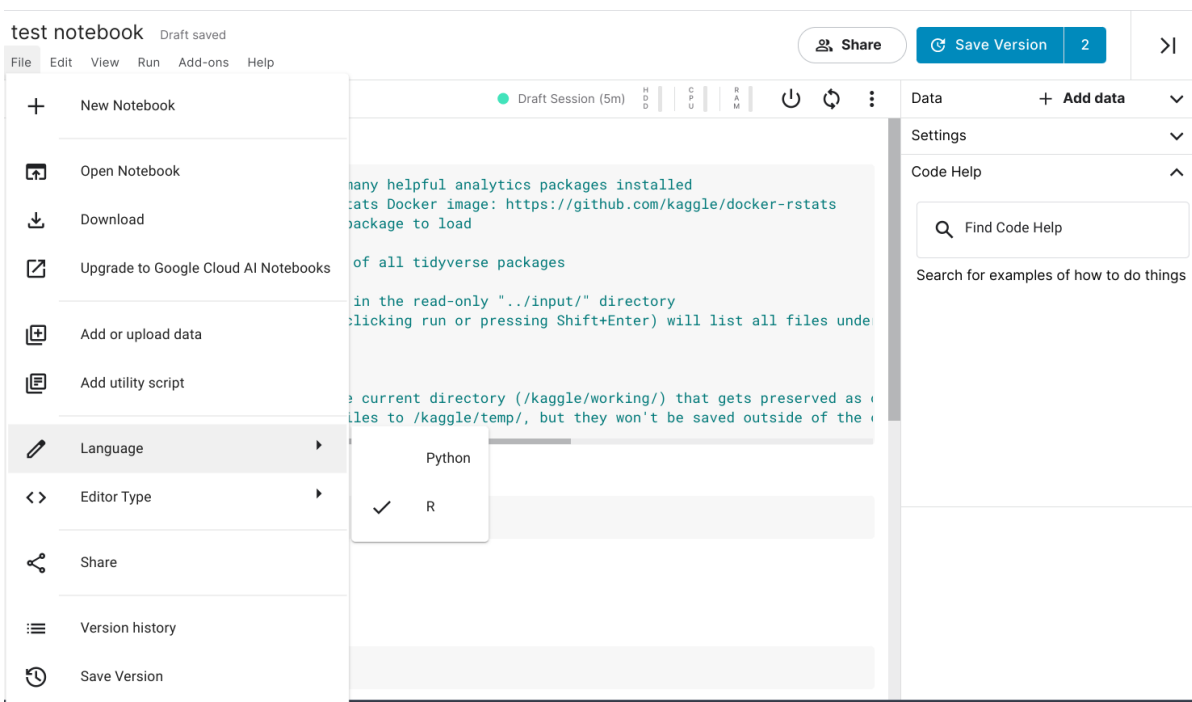 test notebook Draft saved
Share
Save Version 2
File Edit View Run Add-ons Help
New Notebook
Open Notebook
Download
Upgrade to Google Cloud AI Notebooks
Add or upload data
Add utility script
Language
Editor Type
Share
Version history
Save Version
Python
R
Draft Session (5m) HDD CPU RAM
many helpful analytics packages installed
tats Docker image: https://github.com/kaggle/docker-rstats
package to load
of all tidyverse packages
in the read-only "../input/" directory
clicking run or pressing Shift+Enter) will list all files unde
e current directory (/kaggle/working/) that gets preserved as
iles to /kaggle/temp/, but they won't be saved outside of the
Data + Add data
Settings
Code Help
Find Code Help
Search for examples of how to do things